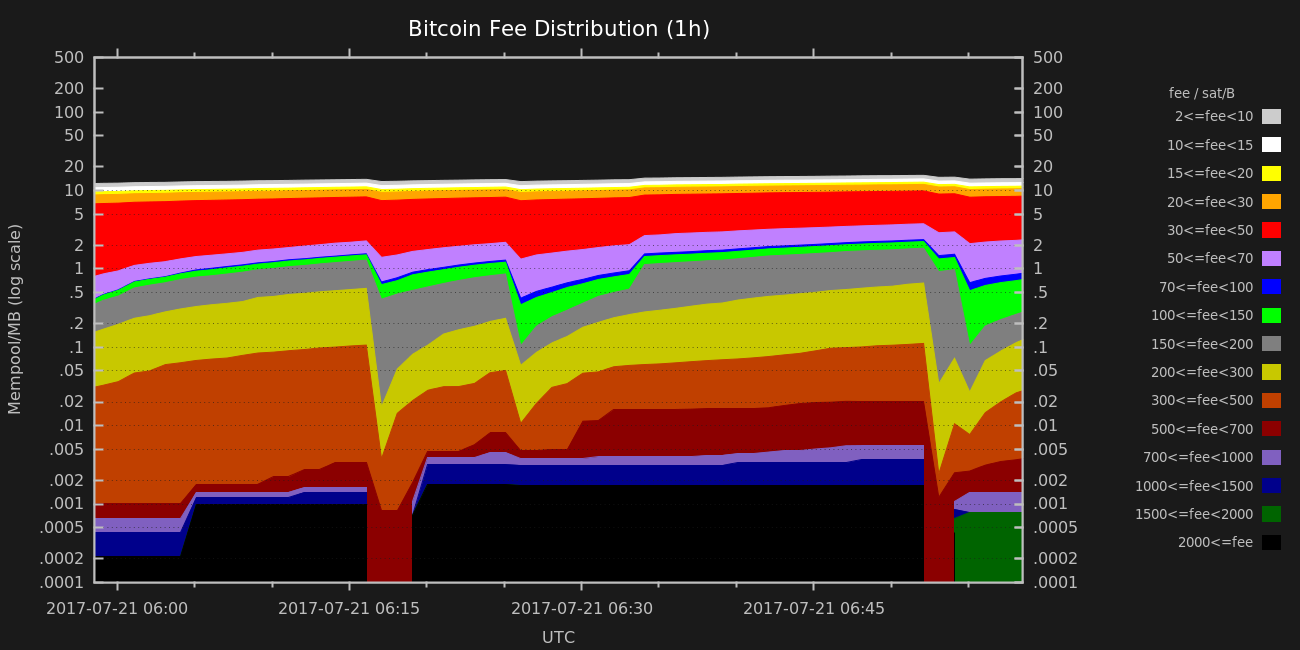 Bitcoin Fee Distribution (1h)
500 500
200 200
100 100
50 50
20 20
10 10
5 5
2 2
1 1
.5 .5
.2 .2
.1 .1
.05 .05
.02 .02
.01 .01
.005 .005
.002 .002
.001 .001
.0005 .0005
.0002 .0002
.0001 .0001
Mempool/MB (log scale)
2017-07-21 06:00 2017-07-21 06:15 2017-07-21 06:30 2017-07-21 06:45
UTC
fee / sat/B
2<=fee<10
10<=fee<15
15<=fee<20
20<=fee<30
30<=fee<50
50<=fee<70
70<=fee<100
100<=fee<150
150<=fee<200
200<=fee<300
300<=fee<500
500<=fee<700
700<=fee<1000
1000<=fee<1500
1500<=fee<2000
2000<=fee